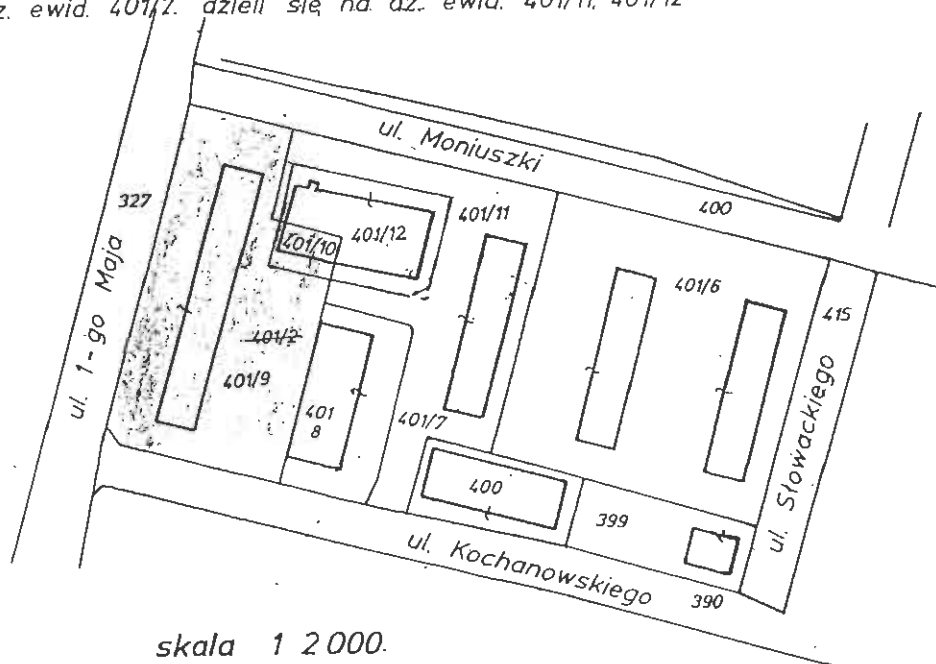 z. ewid. 401/2. dzieli się na dz. ewid. 401/11, 401/12
ul. Moniuszki
400
327
401/11
401/12
401/10
401/6
415
ul. 1-go Maja
401/2
401/9
401
8
401/7
ul. Słowackiego
400
399
ul. Kochanowskiego
390
skala 1 2000.